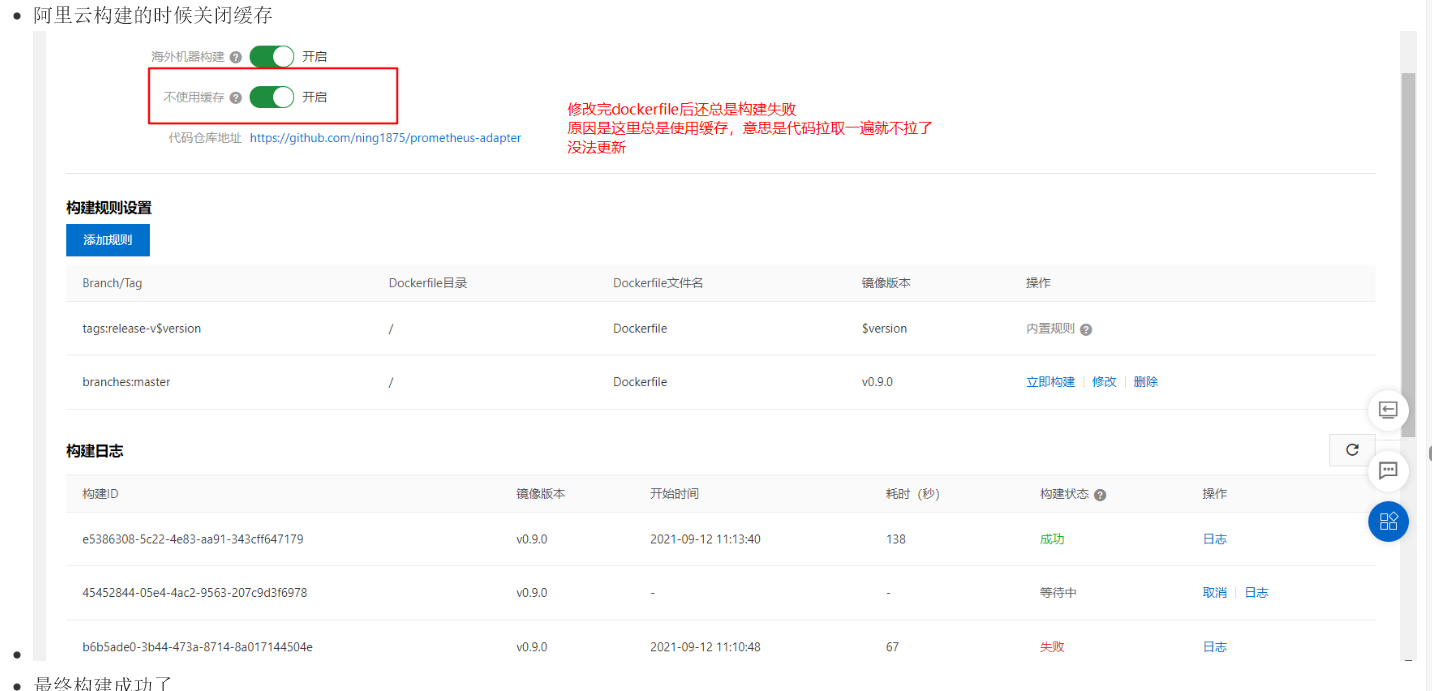 阿里云构建的时候关闭缓存
海外机器构建 开启
不使用缓存 开启
代码仓库地址 https://github.com/ning1875/prometheus-adapter
修改完dockerfile后还总是构建失败
原因是这里总是使用缓存，意思是代码拉取一遍就不拉了
没法更新
构建规则设置
添加规则
Branch/Tag Dockerfile目录 Dockerfile文件名 镜像版本 操作
tags:release-v$version / Dockerfile $version 内置规则
branches:master / Dockerfile v0.9.0 立即构建 修改 删除
构建日志
构建ID 镜像版本 开始时间 耗时（秒） 构建状态 操作
e5386308-5c22-4e83-aa91-343cff647179 v0.9.0 2021-09-12 11:13:40 138 成功 日志
45452844-05e4-4ac2-9563-207c9d3f6978 v0.9.0 - - 等待中 取消 日志
b6b5ade0-3b44-473a-8714-8a017144504e v0.9.0 2021-09-12 11:10:48 67 失败 日志
最终构建成功了